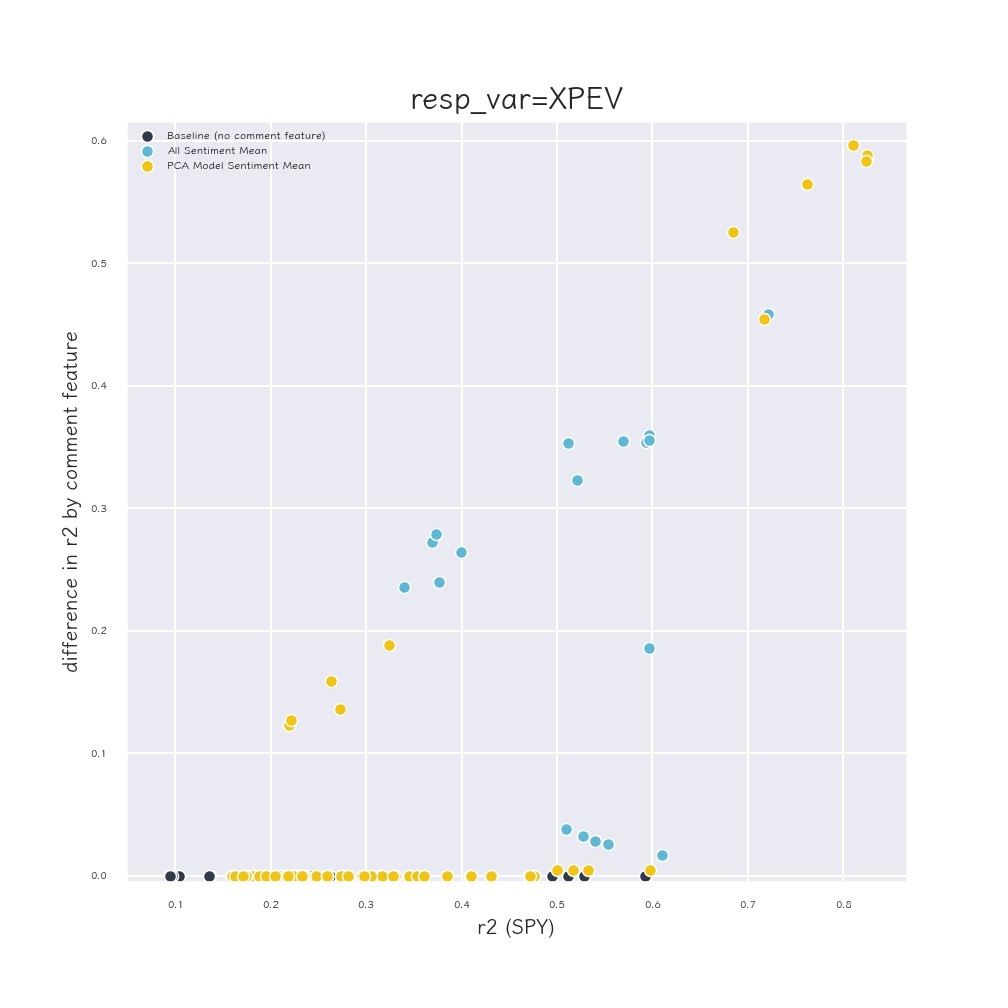 resp_var=XPEV
Baseline (no comment feature)
All Sentiment Mean
PCA Model Sentiment Mean
0.6
0.5
0.4
0.3
0.2
0.1
0.0
difference in r2 by comment feature
0.1 0.2 0.3 0.4 0.5 0.6 0.7 0.8
r2 (SPY)